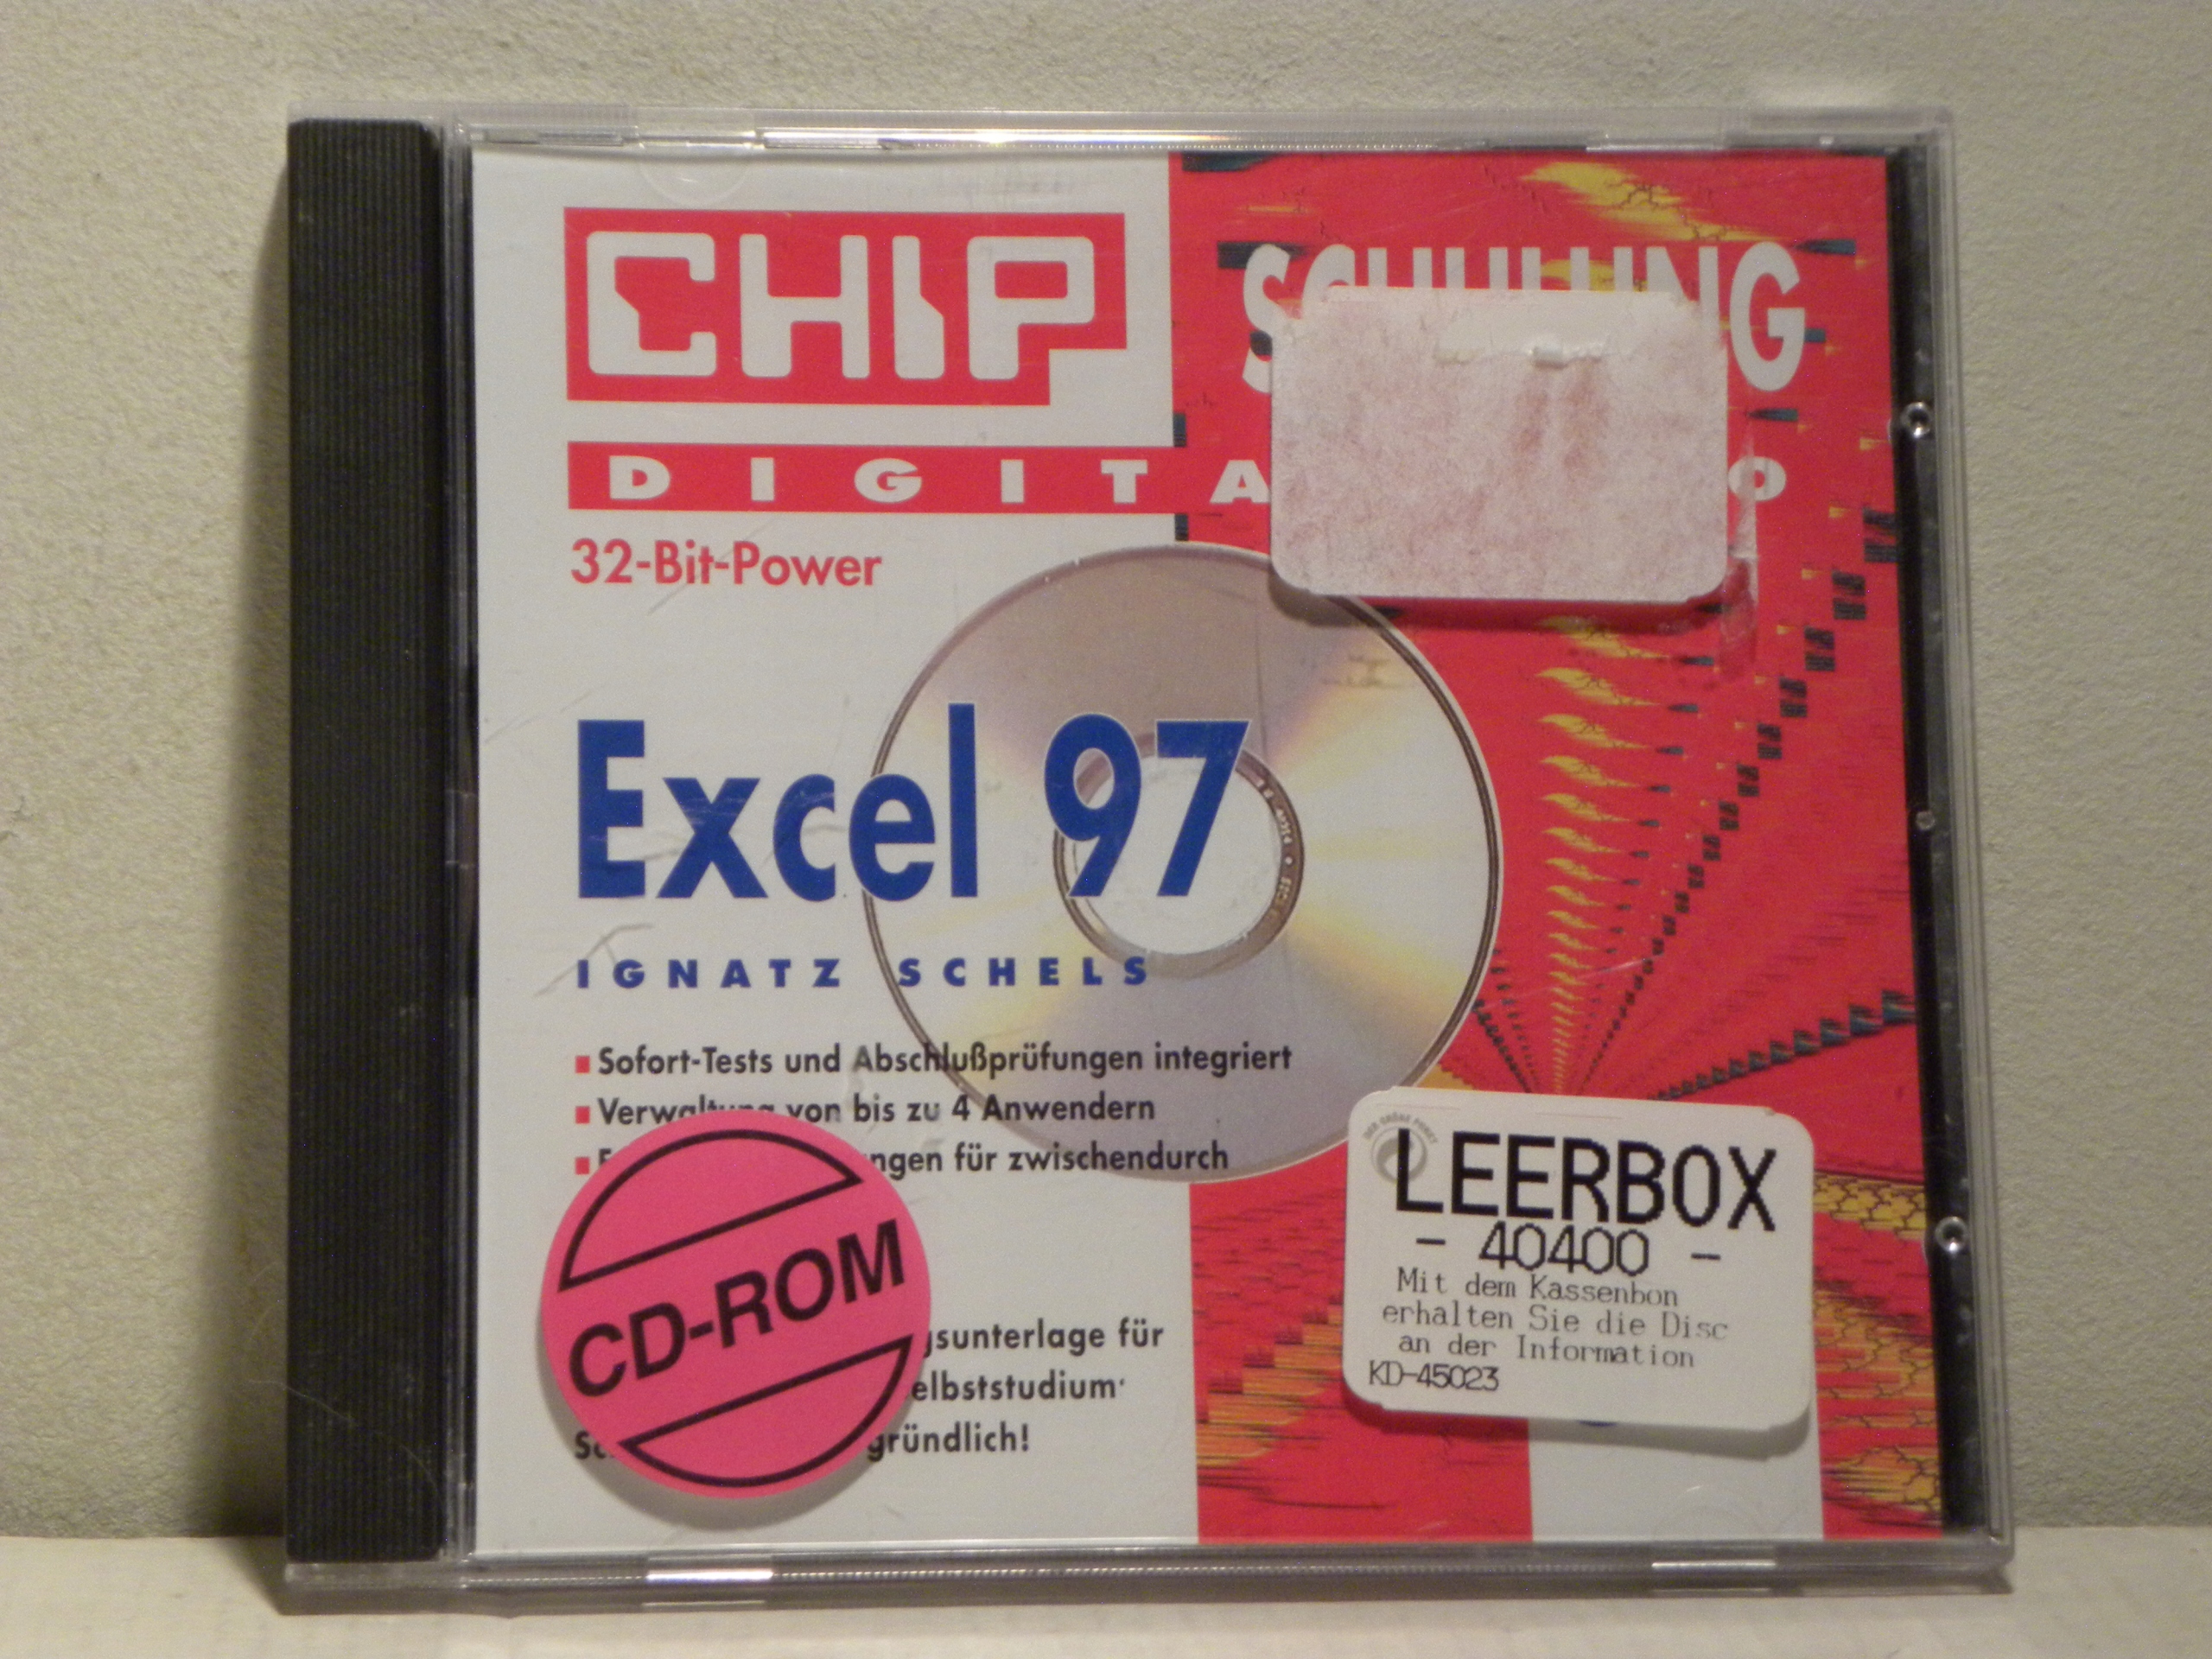 CHIP
SCHULUNG
DIGITA
O
32-Bit-Power
Excel 97
IGNATZ SCHELS
Sofort-Tests und Abschlußprüfungen integriert
Verwaltung von bis zu 4 Anwendern
ngen für zwischendurch
CD-ROM
gsunterlage für
elbststudium
gründlich!
LEERBOX
- 40400 -
Mit dem Kassenbon
erhalten Sie die Disc
an der Information
KD-45023